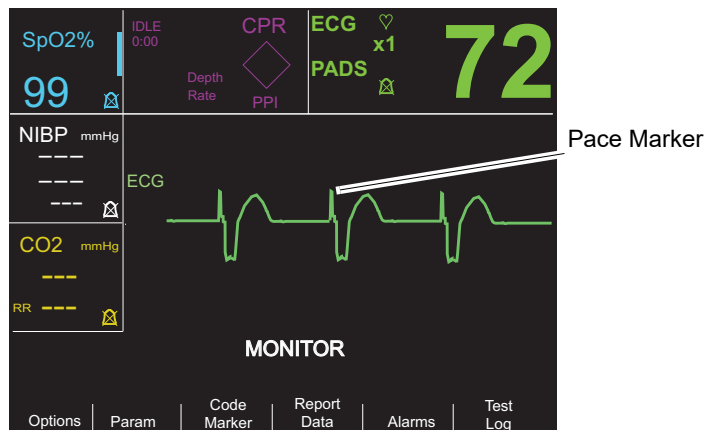 SpO2%
99
IDLE
0:00
CPR
Depth
Rate
PPI
ECG
x1
PADS
72
NIBP mmHg
---
---
---
ECG
Pace Marker
CO2 mmHg
---
RR ---
MONITOR
Options
Param
Code
Marker
Report
Data
Alarms
Test
Log